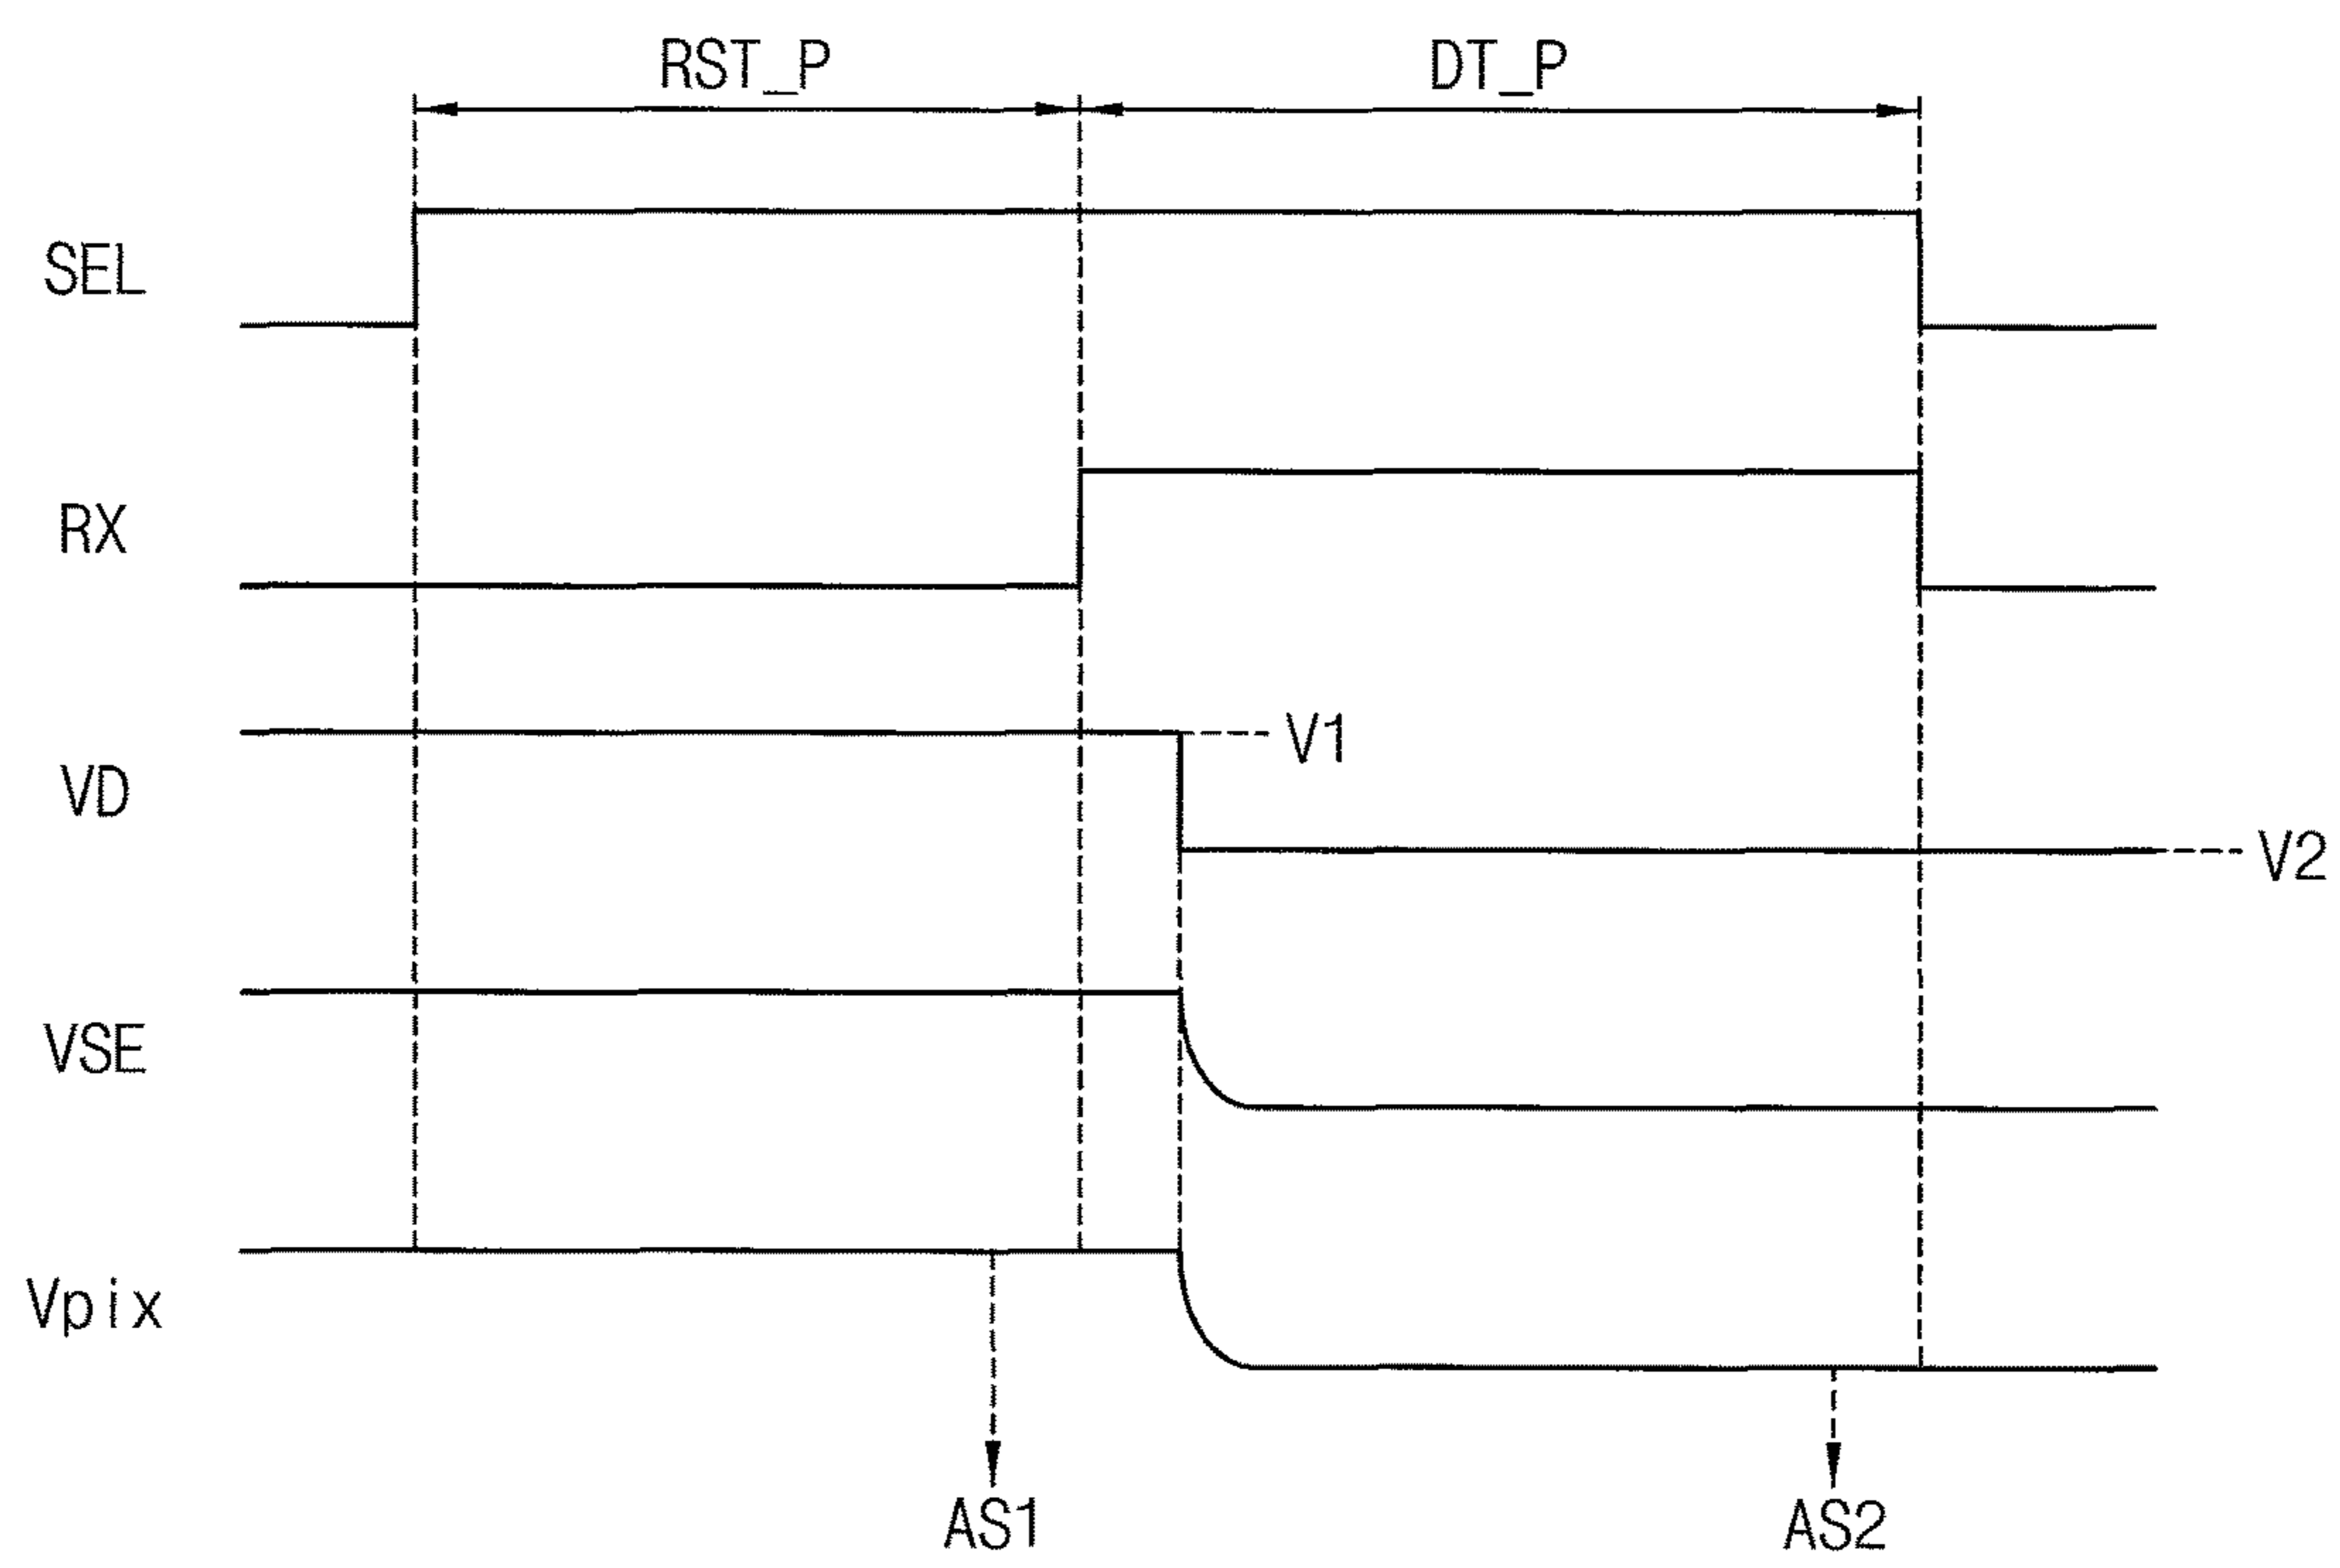 RST_P DT_P
SEL
RX
V1
VD
V2
VSE
Vpix
AS1 AS2